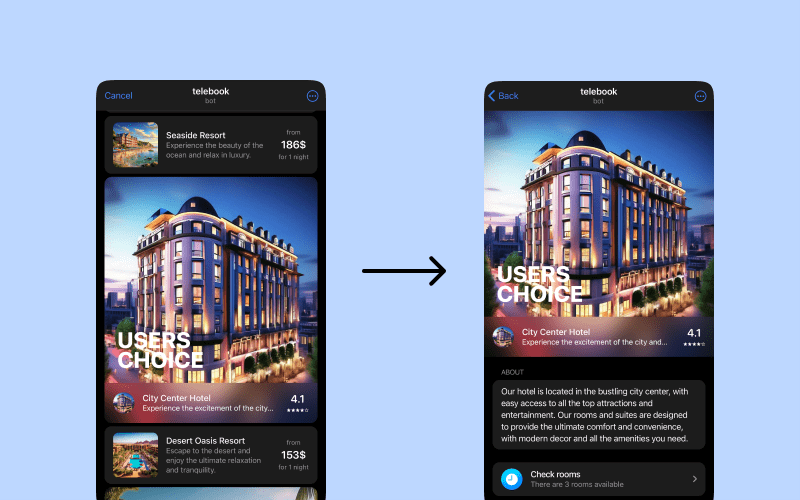 Cancel
telebook
bot
Seaside Resort
Experience the beauty of the
ocean and relax in luxury.
from
186$
for 1 night
USERS
CHOICE
City Center Hotel
Experience the excitement of the city...
4.1
Desert Oasis Resort
Escape to the desert and
enjoy the ultimate relaxation
and tranquility.
from
153$
for 1 night
Back
telebook
bot
USERS
CHOICE
City Center Hotel
Experience the excitement of the city and...
4.1
ABOUT
Our hotel is located in the bustling city center, with
easy access to all the top attractions and
entertainment. Our rooms and suites are designed
to provide the ultimate comfort and convenience,
with modern decor and all the amenities you need.
Check rooms
There are 3 rooms available